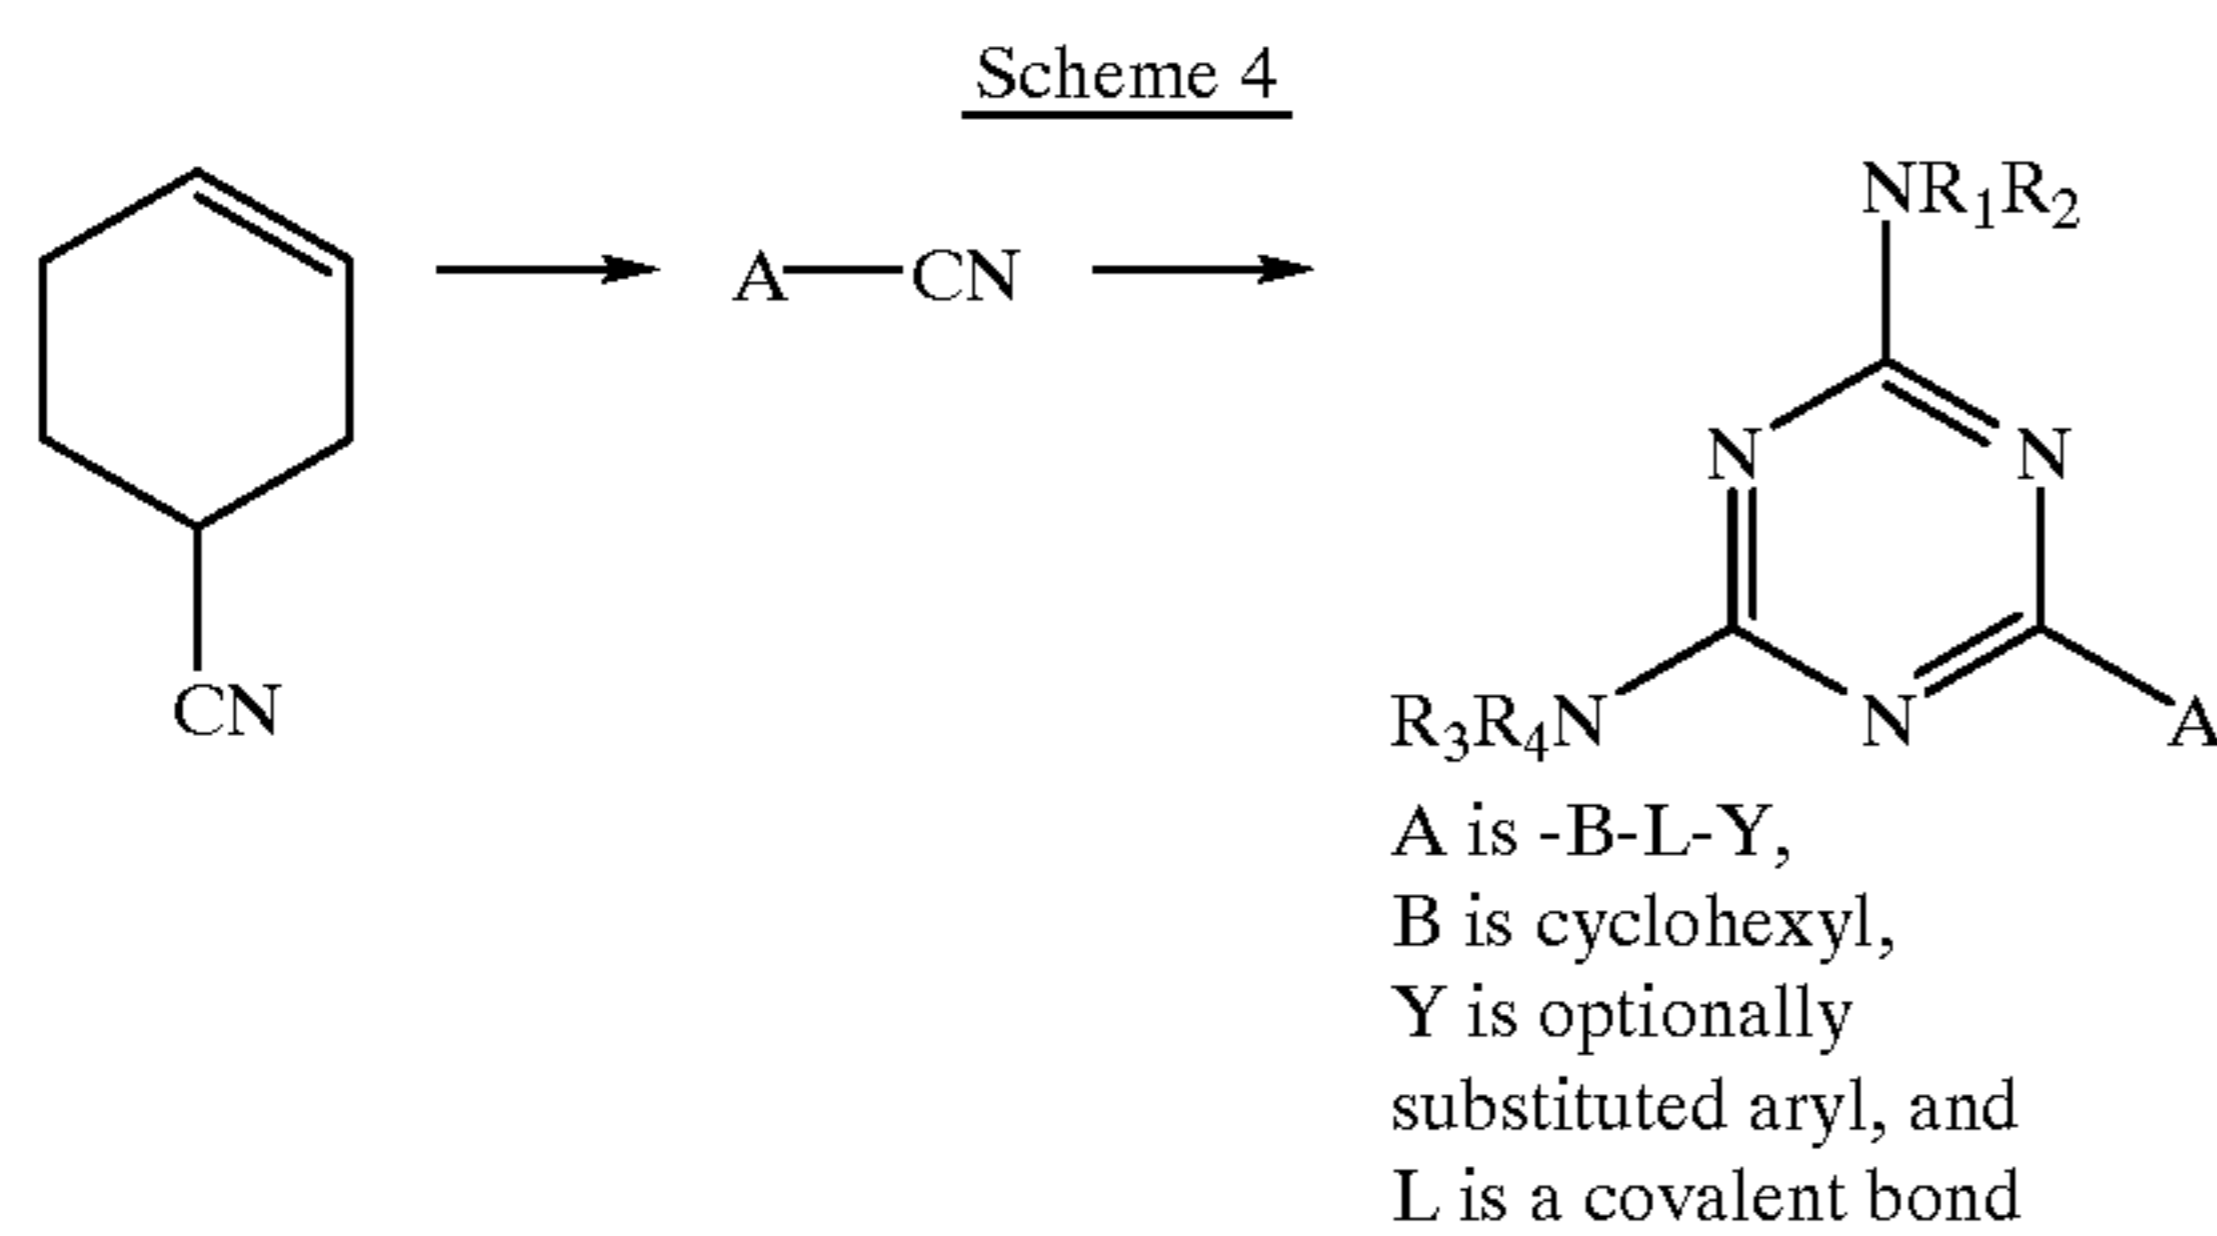 Scheme 4
NR₁R₂
A—CN
N
N
CN
R₃R₄N
N
A
A is -B-L-Y,
B is cyclohexyl,
Y is optionally
substituted aryl, and
L is a covalent bond